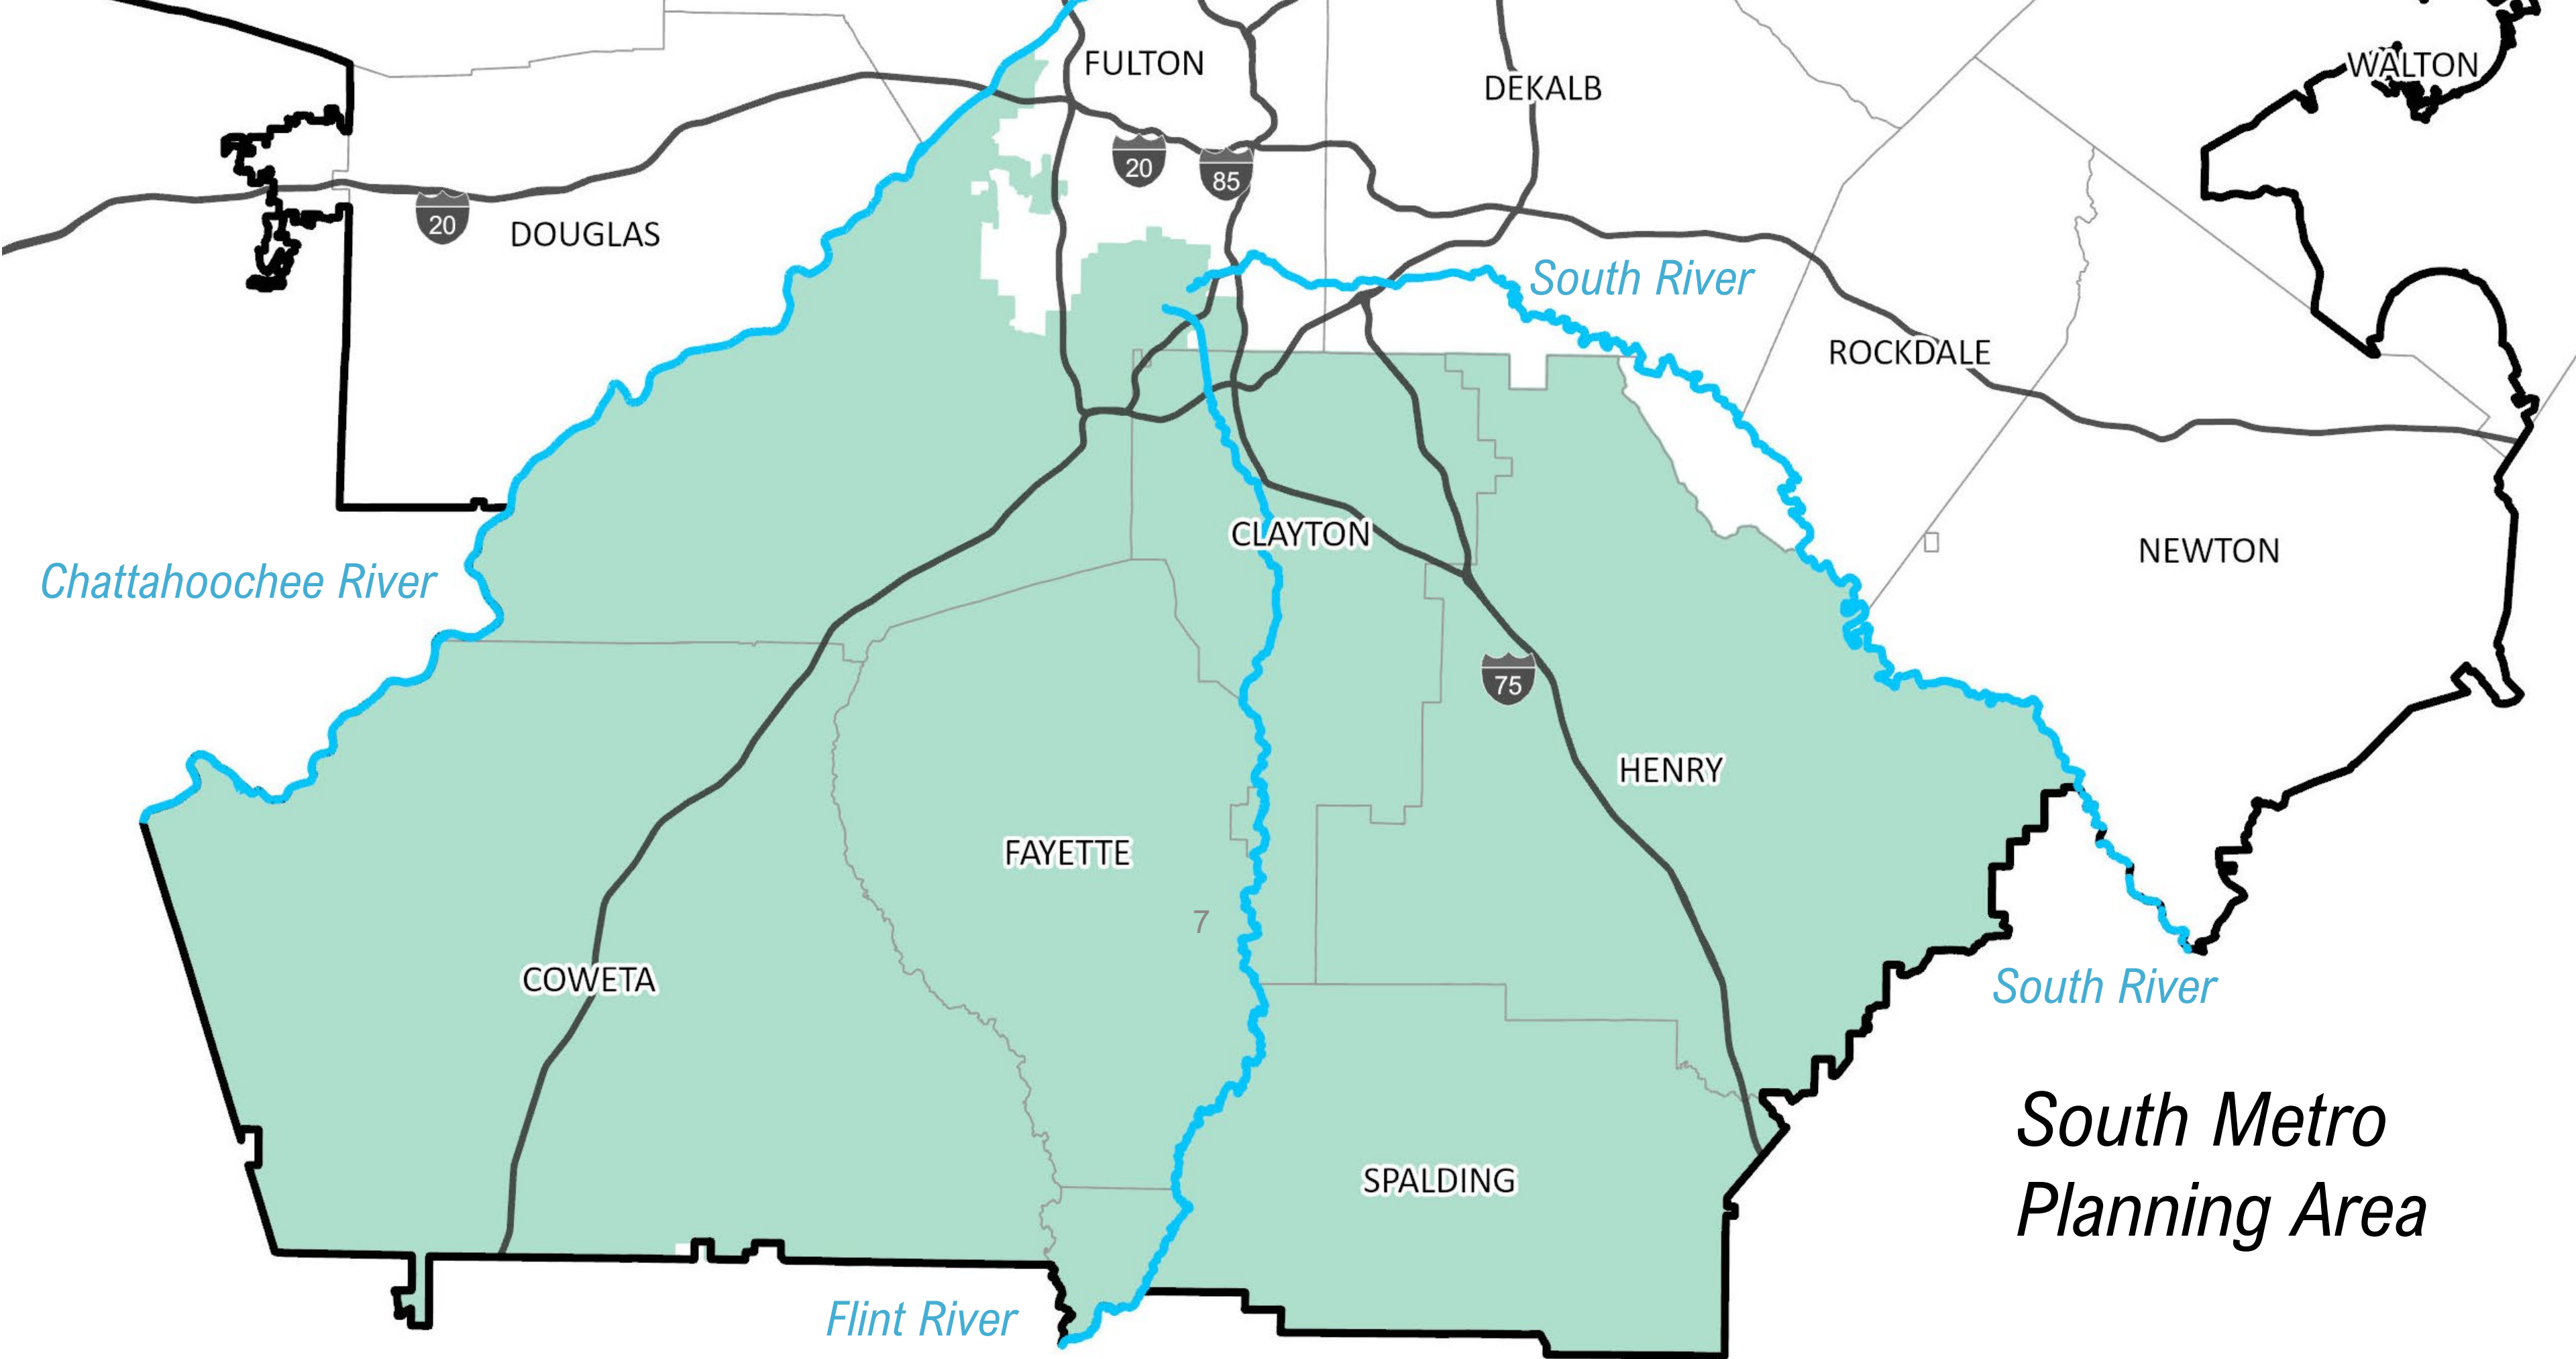 FULTON
WALTON
DEKALB
20
85
20
DOUGLAS
South River
ROCKDALE
CLAYTON
NEWTON
Chattahoochee River
75
HENRY
FAYETTE
7
COWETA
South River
South Metro
Planning Area
SPALDING
Flint River